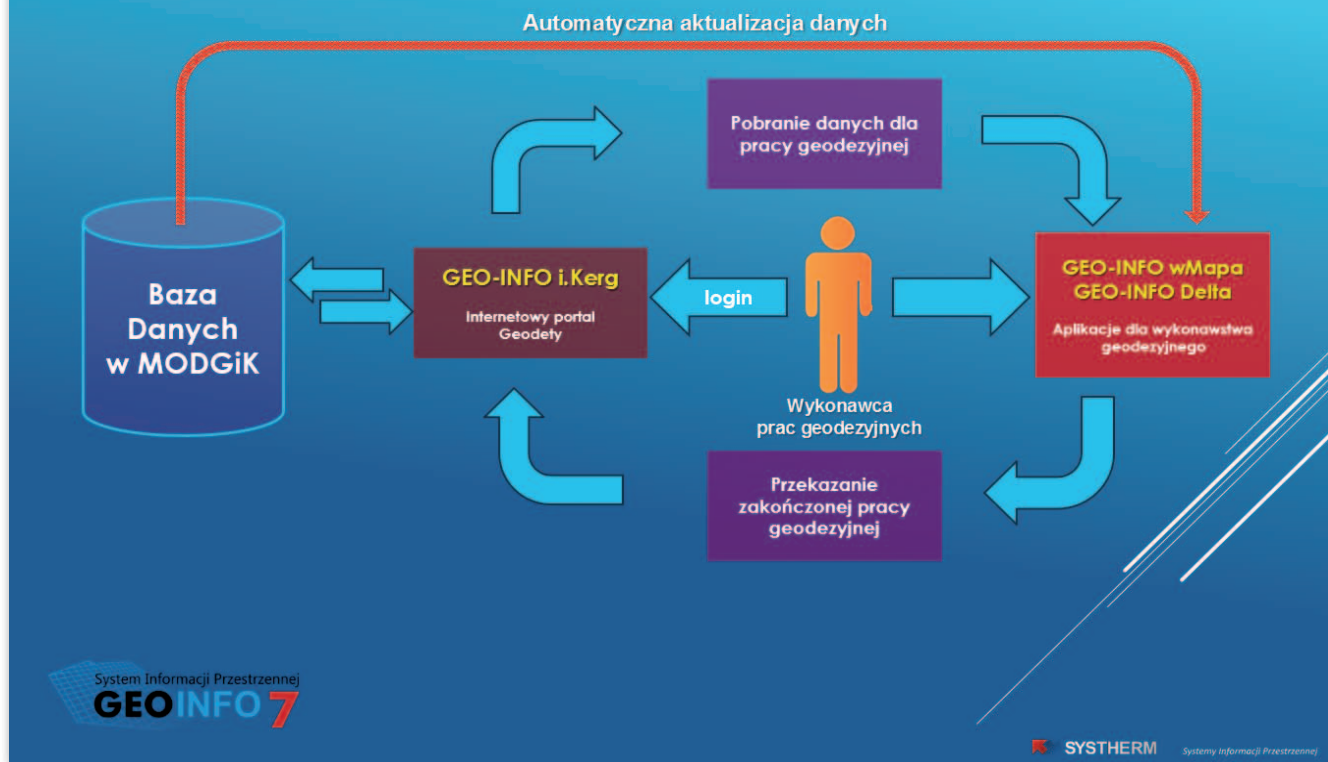 Automatyczna aktualizacja danych
Pobranie danych dla
pracy geodezyjnej
Baza
Danych
w MODGiK
GEO-INFO i.Kerg
Internetowy portal
Geodety
login
GEO-INFO wMapa
GEO-INFO Delta
Aplikacje dla wykonawstwa
geodezyjnego
Wykonawca
prac geodezyjnych
Przekazanie
zakończonej pracy
geodezyjnej
System Informacji Przestrzennej
GEOINFO 7
SYSTHERM Systemy Informacji Przestrzennej